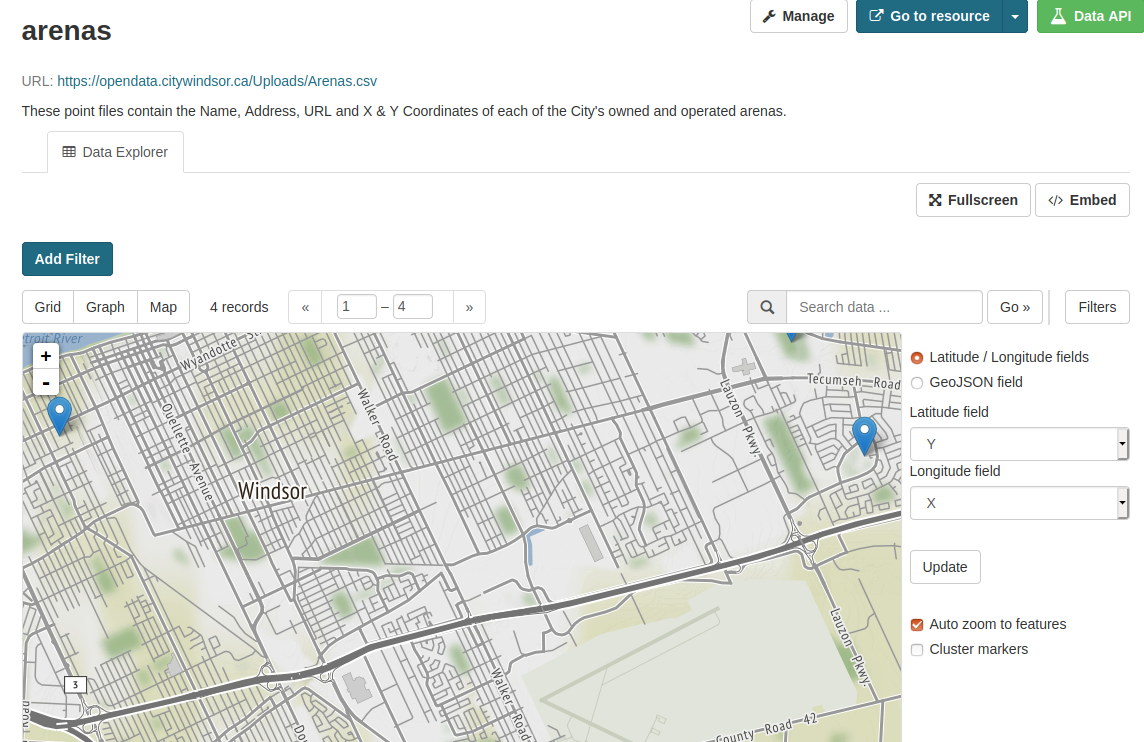 arenas
Manage
Go to resource
Data API
URL: https://opendata.citywindsor.ca/Uploads/Arenas.csv
These point files contain the Name, Address, URL and X & Y Coordinates of each of the City's owned and operated arenas.
Data Explorer
Fullscreen
</> Embed
Add Filter
Grid Graph Map 4 records « 1 – 4 »
Search data ... Go » Filters
troit River
+
-
Wyandotte St
Ouellette Avenue
Walker Road
Windsor
Lauzon Pkwy.
Tecumseh Road
Lauzon Pkwy.
3
Walker Road
County Road 42
Latitude / Longitude fields
GeoJSON field
Latitude field
Y
Longitude field
X
Update
Auto zoom to features
Cluster markers